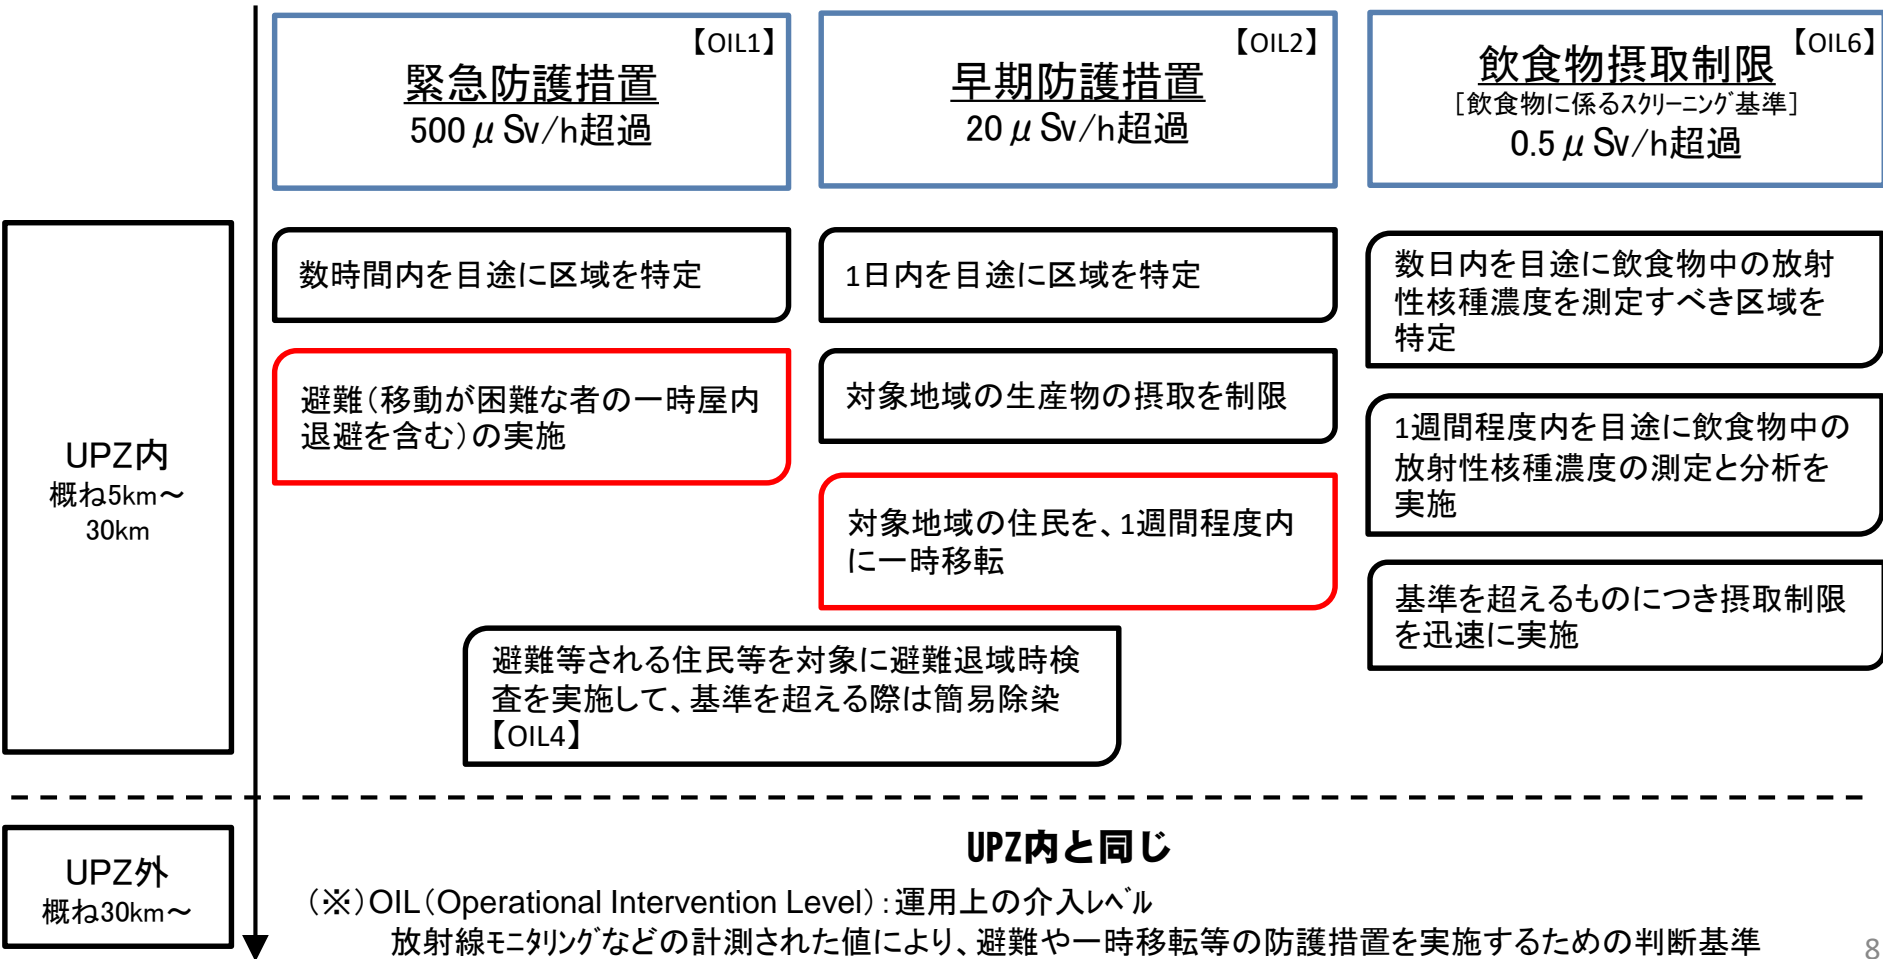 【OIL1】
緊急防護措置
500μSv/h超過
【OIL2】
早期防護措置
20μSv/h超過
【OIL6】
飲食物摂取制限
[飲食物に係るｽｸﾘｰﾆﾝｸﾞ基準]
0.5μSv/h超過
UPZ内
概ね5km～
30km
数時間内を目途に区域を特定
避難（移動が困難な者の一時屋内
退避を含む）の実施
1日内を目途に区域を特定
対象地域の生産物の摂取を制限
対象地域の住民を、1週間程度内
に一時移転
数日内を目途に飲食物中の放射
性核種濃度を測定すべき区域を
特定
1週間程度内を目途に飲食物中の
放射性核種濃度の測定と分析を
実施
基準を超えるものにつき摂取制限
を迅速に実施
避難等される住民等を対象に避難退域時検
査を実施して、基準を超える際は簡易除染
【OIL4】
UPZ外
概ね30km～
UPZ内と同じ
（※）OIL（Operational Intervention Level）：運用上の介入ﾚﾍﾞﾙ
放射線ﾓﾆﾀﾘﾝｸﾞなどの計測された値により、避難や一時移転等の防護措置を実施するための判断基準
8